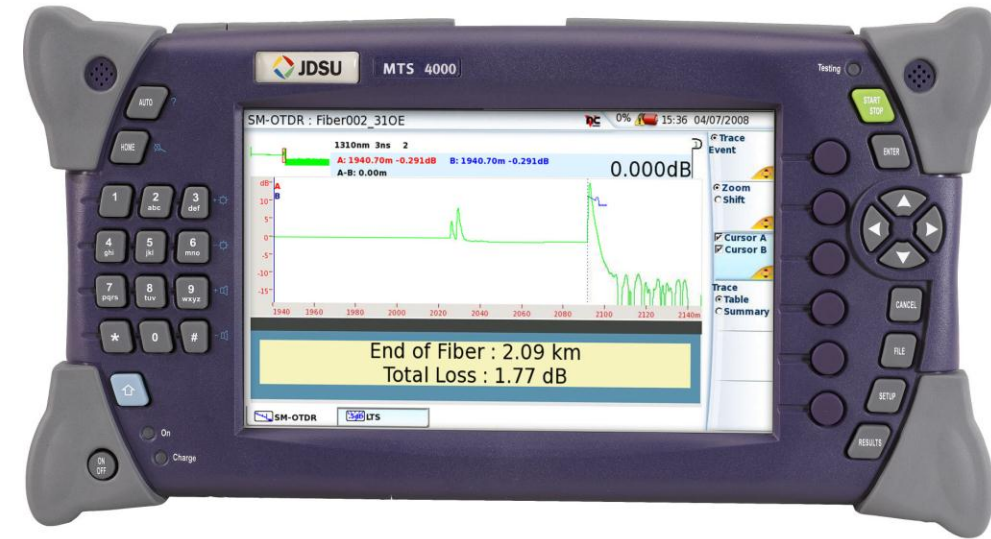 JDSU MTS 4000
Testing
AUTO ?
HOME
1
2 abc
3 def
4 ghi
5 jkl
6 mno
7 pqrs
8 tuv
9 wxyz
* 0 #
On
Charge
ON OFF
SM-OTDR : Fiber002_31OE 0% 15:36 04/07/2008
1310nm 3ns 2
A: 1940.70m -0.291dB B: 1940.70m -0.291dB
A-B: 0.00m
0.000dB
dB
A
B
10
5
0
-5
-10
-15
1940 1960 1980 2000 2020 2040 2060 2080 2100 2120 2140m
End of Fiber : 2.09 km
Total Loss : 1.77 dB
SM-OTDR LTS
Trace
Event
Zoom
Shift
Cursor A
Cursor B
Trace
Table
Summary
START
STOP
ENTER
CANCEL
FILE
SETUP
RESULTS